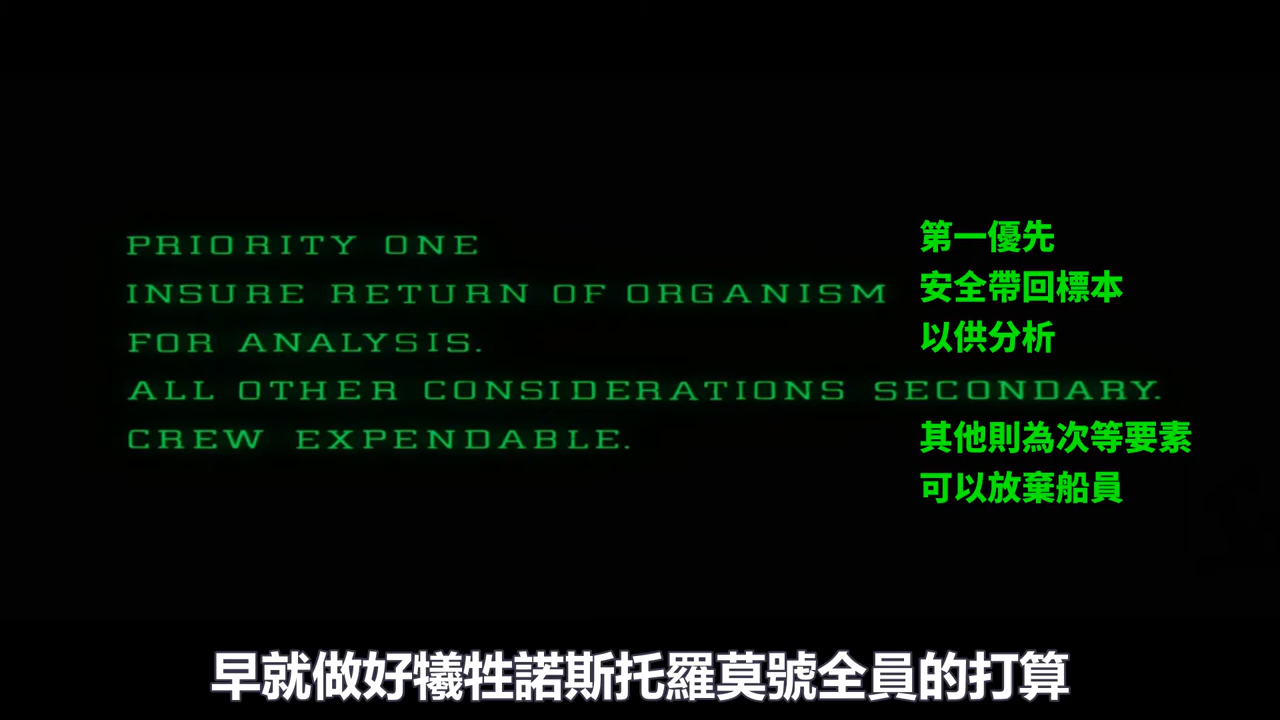 PRIORITY ONE
INSURE RETURN OF ORGANISM
FOR ANALYSIS.
ALL OTHER CONSIDERATIONS SECONDARY.
CREW EXPENDABLE.
第一優先
安全帶回標本
以供分析
其他則為次等要素
可以放棄船員
早就做好犧牲諾斯托羅莫號全員的打算